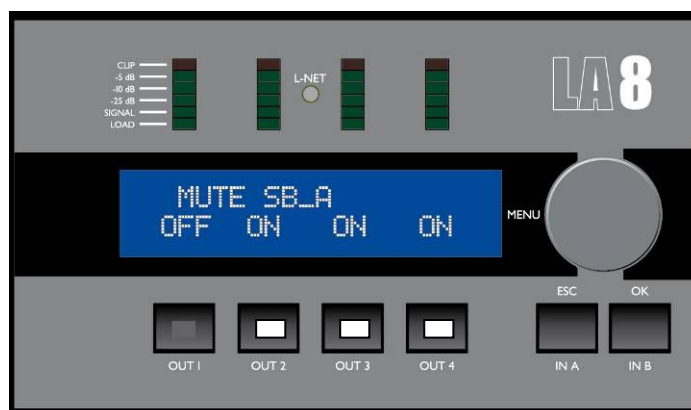 CLIP
-5 dB
-10 dB
-25 dB
SIGNAL
LOAD
L-NET
LA8
MUTE SB_A
OFF ON ON ON
MENU
ESC OK
OUT 1 OUT 2 OUT 3 OUT 4 IN A IN B